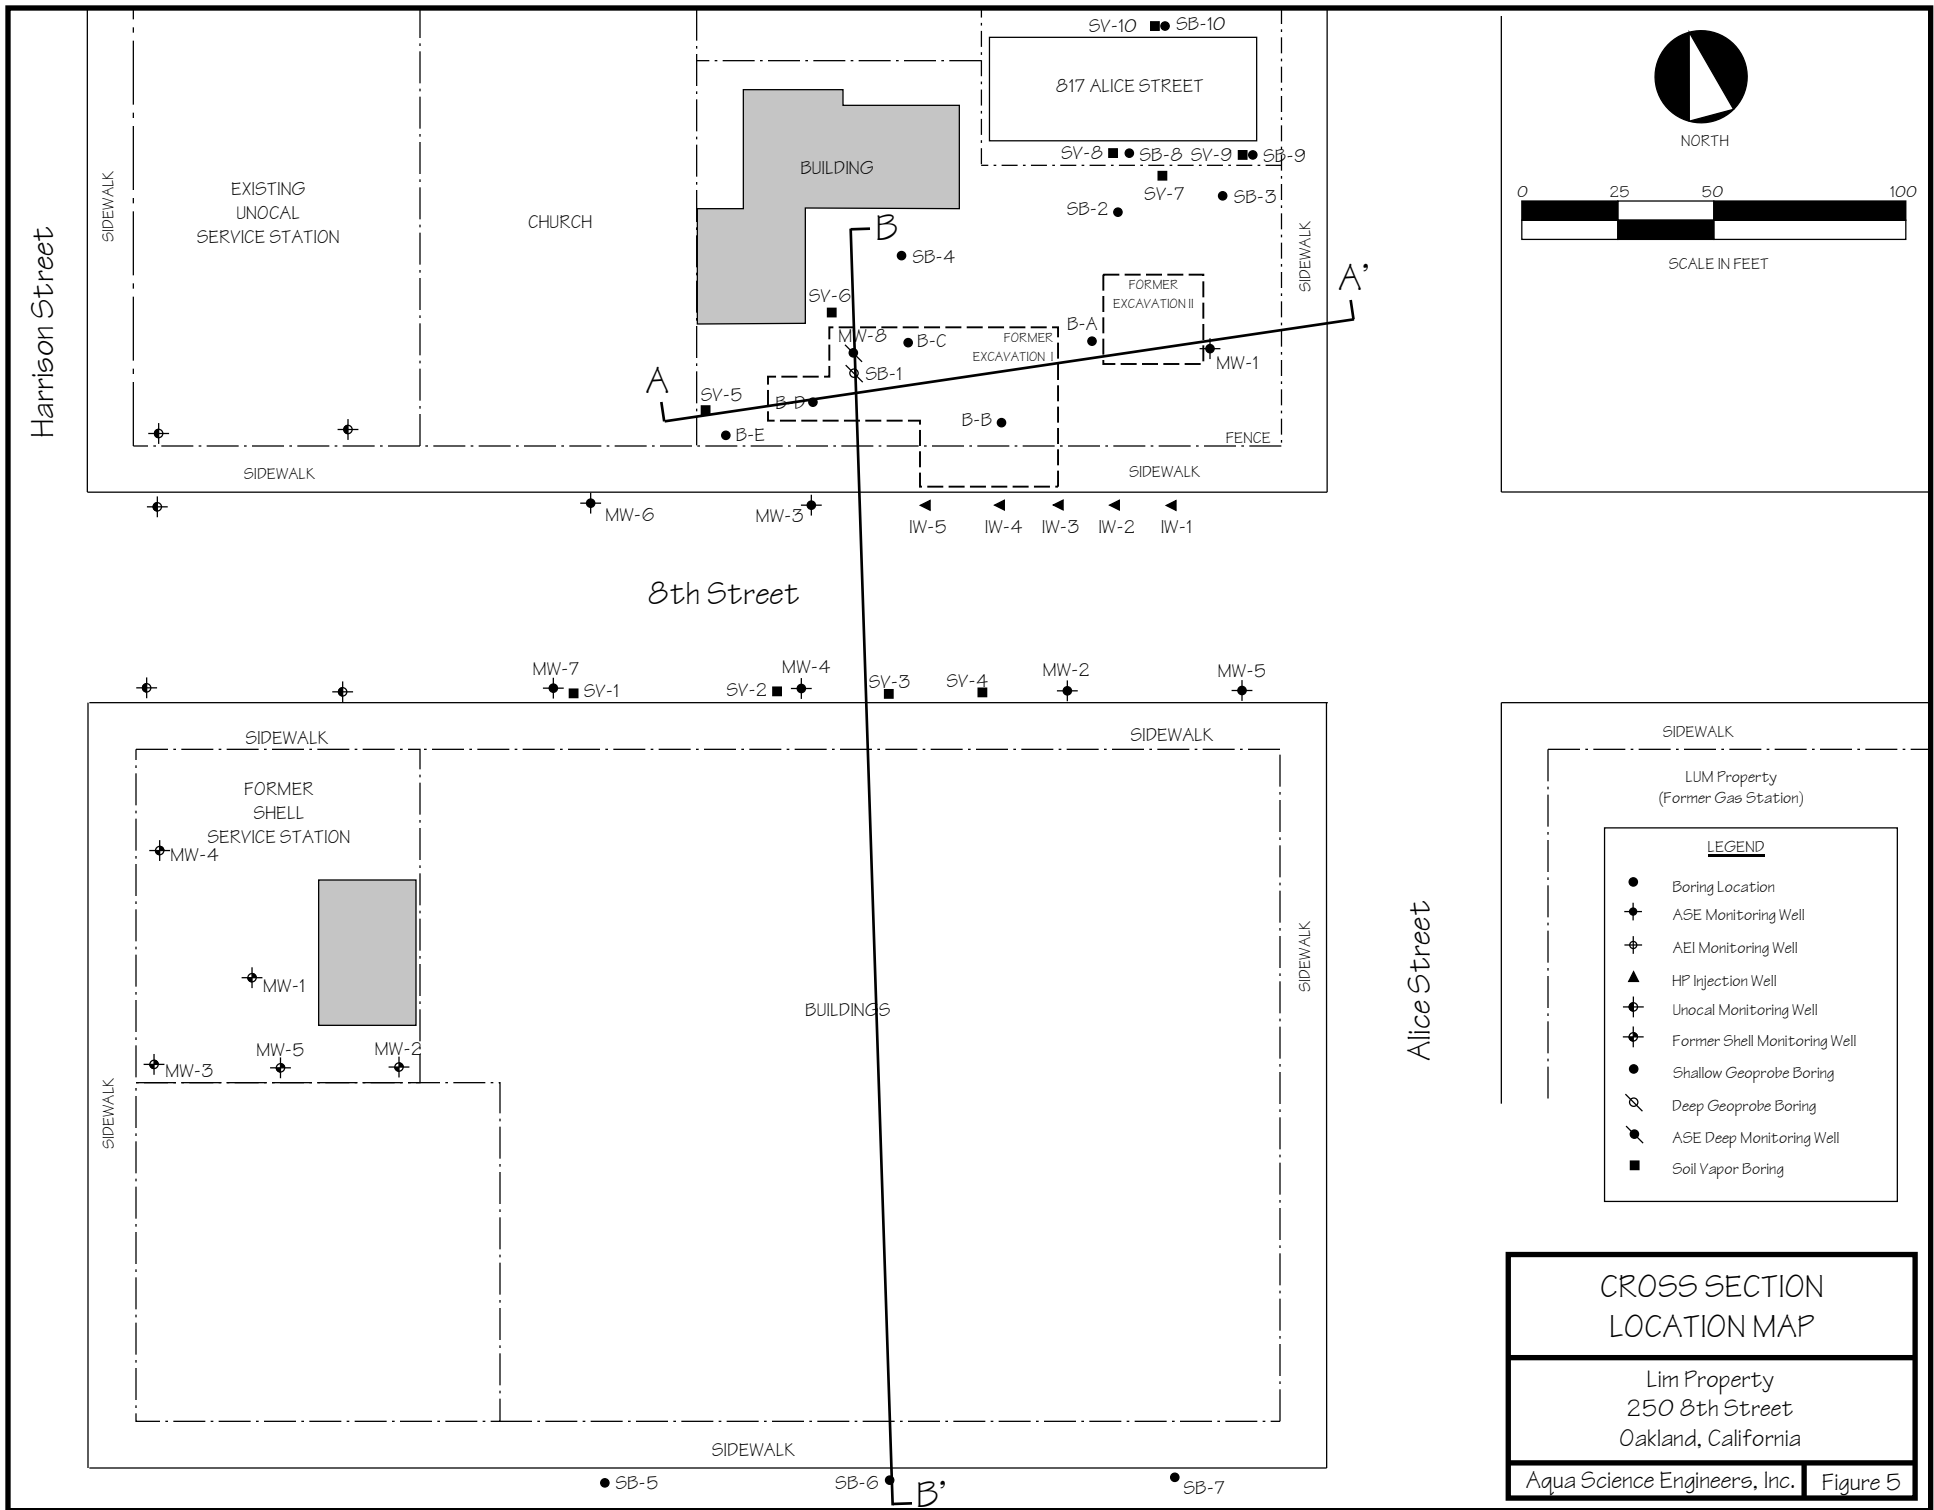 SV-10
SB-10
817 ALICE STREET
NORTH
BUILDING
SV-8
SB-8
SV-9
SB-9
SV-7
SB-3
SB-2
0
25
50
100
SCALE IN FEET
SIDEWALK
EXISTING
UNOCAL
SERVICE STATION
CHURCH
Harrison Street
B
SB-4
SIDEWALK
A'
FORMER
EXCAVATION II
SV-6
B-A
MW-8
B-C
FORMER
EXCAVATION I
MW-1
SB-1
A
SV-5
B-D
B-B
B-E
FENCE
SIDEWALK
SIDEWALK
MW-6
MW-3
IW-5
IW-4
IW-3
IW-2
IW-1
8th Street
MW-7
SV-1
SV-2
MW-4
SV-3
SV-4
MW-2
MW-5
SIDEWALK
SIDEWALK
SIDEWALK
LUM Property
(Former Gas Station)
FORMER
SHELL
SERVICE STATION
MW-4
LEGEND
Boring Location
ASE Monitoring Well
AEI Monitoring Well
HP Injection Well
Unocal Monitoring Well
Former Shell Monitoring Well
Shallow Geoprobe Boring
Deep Geoprobe Boring
ASE Deep Monitoring Well
Soil Vapor Boring
SIDEWALK
Alice Street
MW-1
BUILDINGS
MW-5
MW-2
MW-3
SIDEWALK
SIDEWALK
SB-5
SB-6
B'
SB-7
CROSS SECTION
LOCATION MAP
Lim Property
250 8th Street
Oakland, California
Aqua Science Engineers, Inc.
Figure 5